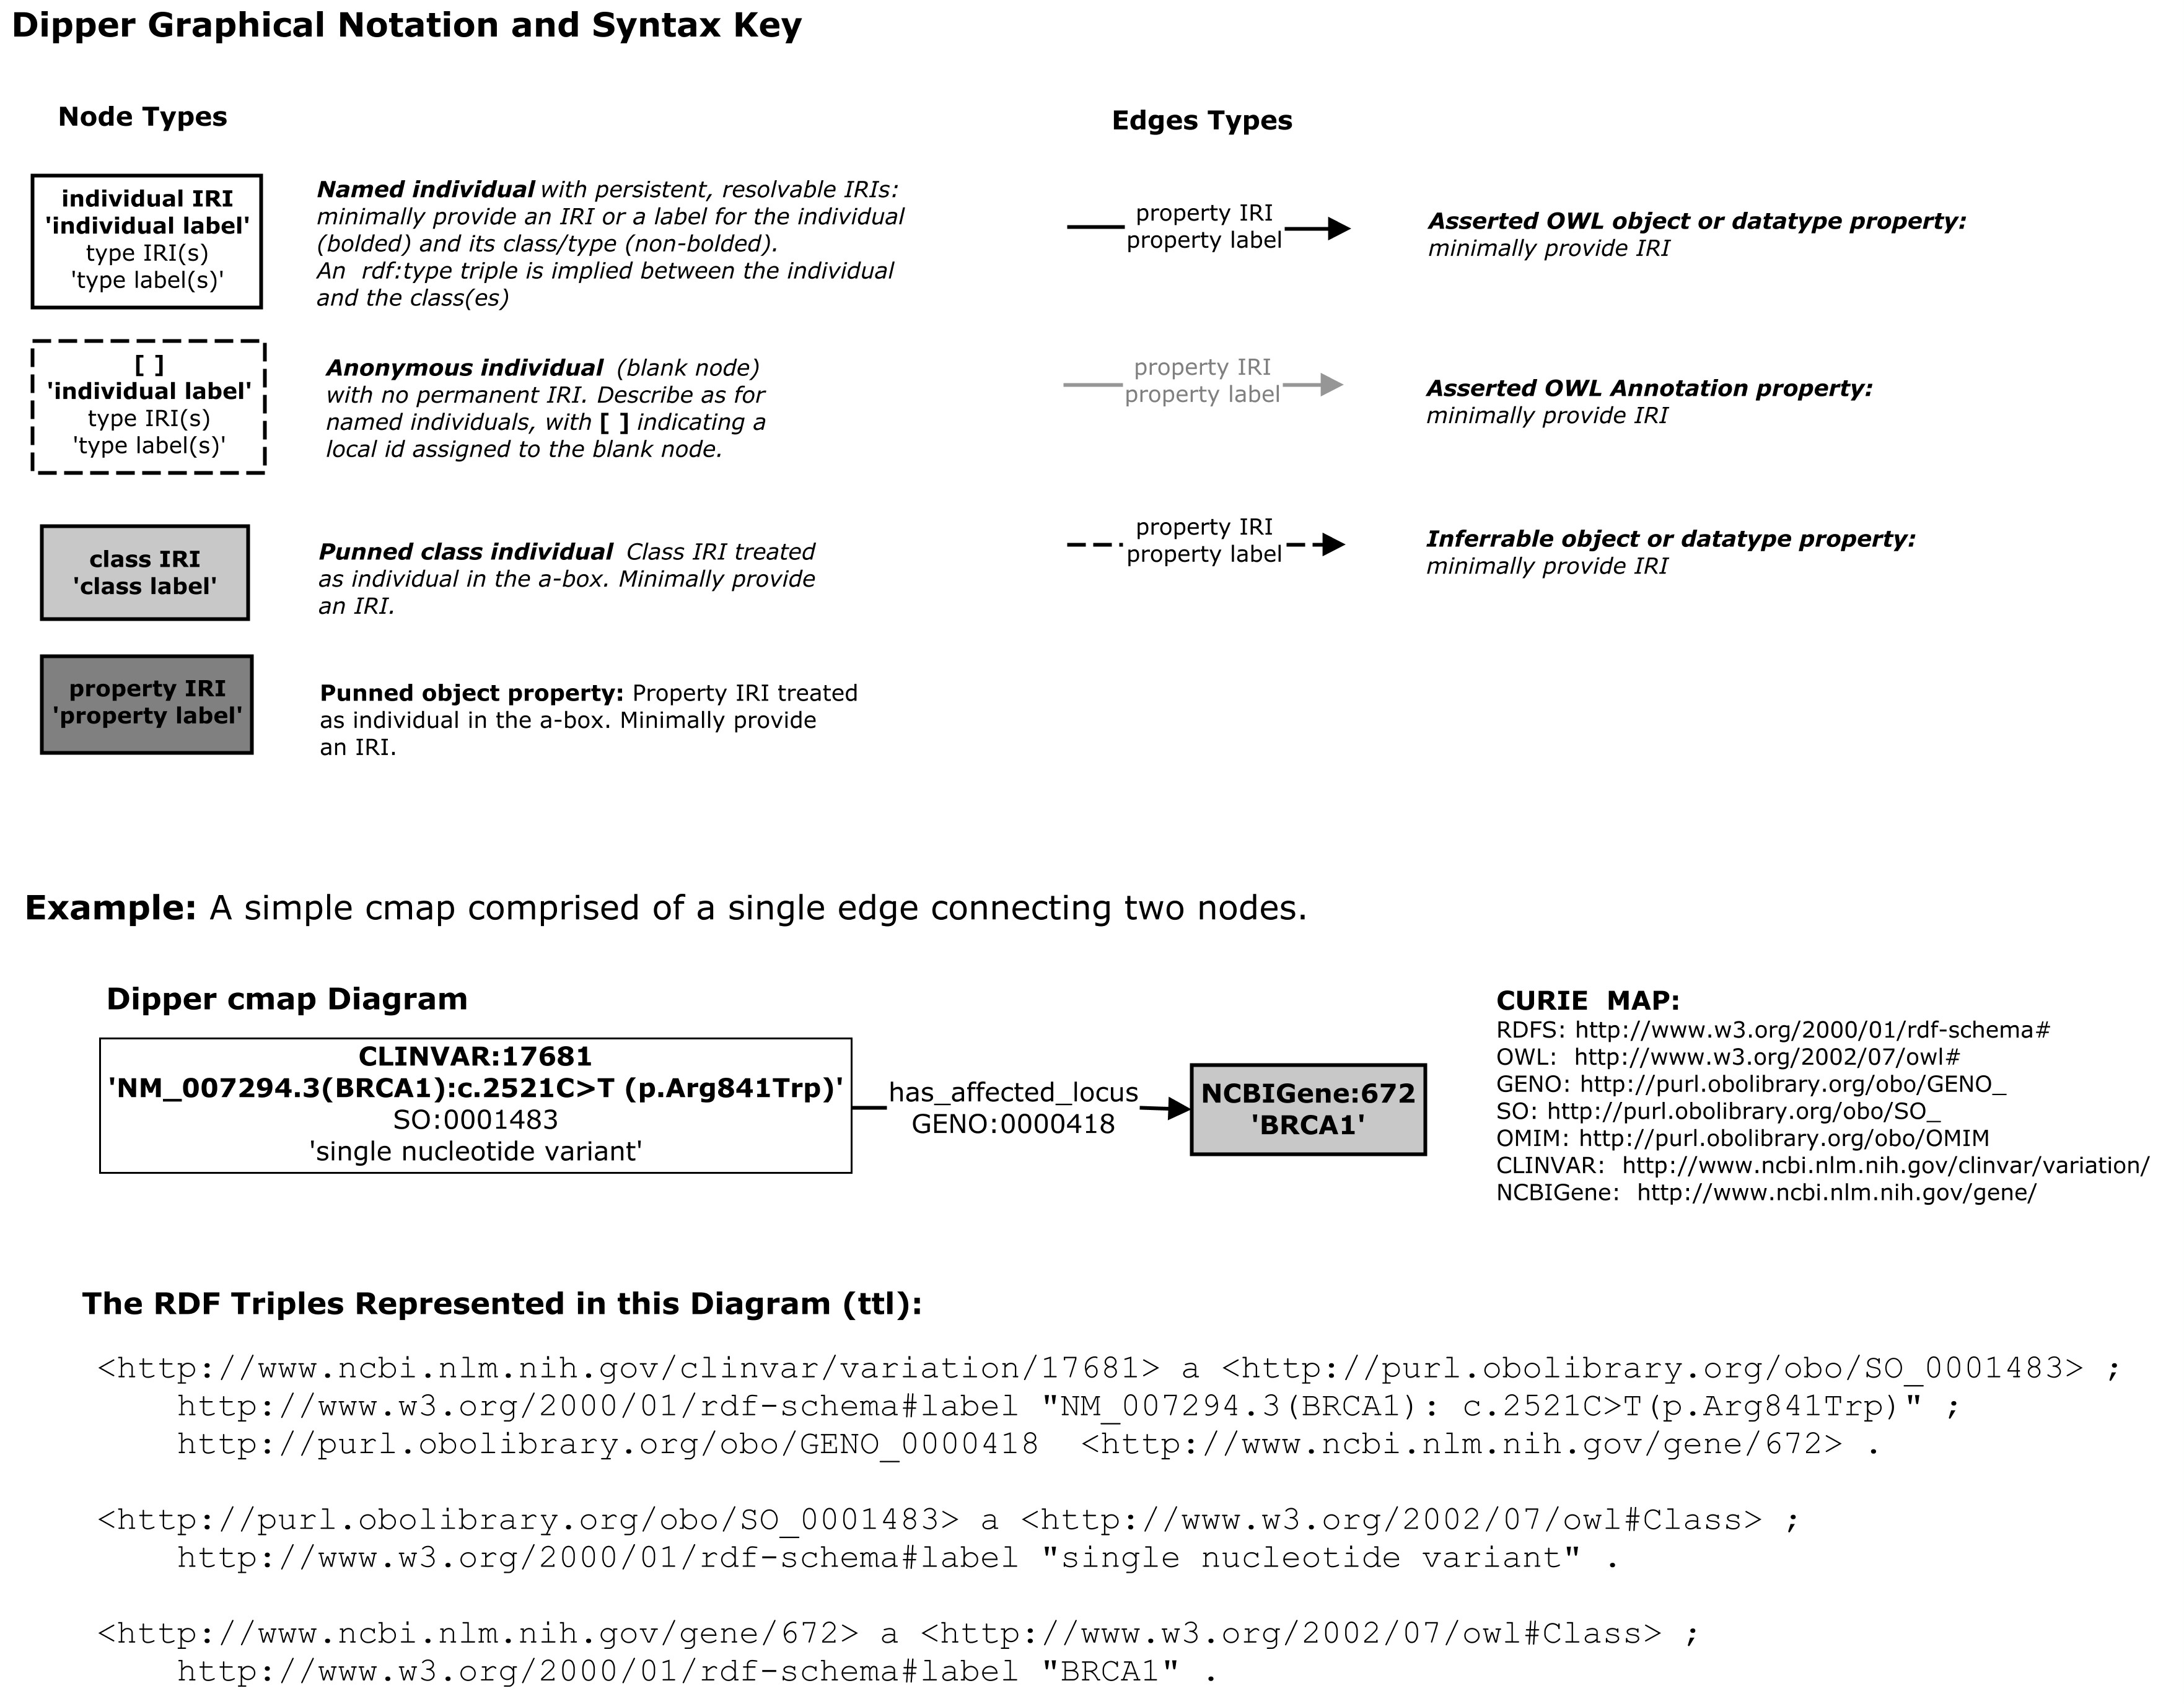 Dipper Graphical Notation and Syntax Key
Node Types
individual IRI
'individual label'
type IRI(s)
'type label(s)'
Named individual with persistent, resolvable IRIs:
minimally provide an IRI or a label for the individual
(bolded) and its class/type (non-bolded).
An  rdf:type triple is implied between the individual
and the class(es)
[ ]
'individual label'
type IRI(s)
'type label(s)'
Anonymous individual  (blank node)
with no permanent IRI. Describe as for
named individuals, with [ ] indicating a
local id assigned to the blank node.
class IRI
'class label'
Punned class individual  Class IRI treated
as individual in the a-box. Minimally provide
an IRI.
property IRI
'property label'
Punned object property: Property IRI treated
as individual in the a-box. Minimally provide
an IRI.
Edges Types
property IRI
property label
Asserted OWL object or datatype property:
minimally provide IRI
property IRI
property label
Asserted OWL Annotation property:
minimally provide IRI
property IRI
property label
Inferrable object or datatype property:
minimally provide IRI
Example: A simple cmap comprised of a single edge connecting two nodes.
Dipper cmap Diagram
CLINVAR:17681
'NM_007294.3(BRCA1):c.2521C>T (p.Arg841Trp)'
SO:0001483
'single nucleotide variant'
has_affected_locus
GENO:0000418
NCBIGene:672
'BRCA1'
CURIE  MAP:
RDFS: http://www.w3.org/2000/01/rdf-schema#
OWL:  http://www.w3.org/2002/07/owl#
GENO: http://purl.obolibrary.org/obo/GENO_
SO: http://purl.obolibrary.org/obo/SO_
OMIM: http://purl.obolibrary.org/obo/OMIM
CLINVAR:  http://www.ncbi.nlm.nih.gov/clinvar/variation/
NCBIGene:  http://www.ncbi.nlm.nih.gov/gene/
The RDF Triples Represented in this Diagram (ttl):
<http://www.ncbi.nlm.nih.gov/clinvar/variation/17681> a <http://purl.obolibrary.org/obo/SO_0001483> ;
http://www.w3.org/2000/01/rdf-schema#label "NM_007294.3(BRCA1): c.2521C>T(p.Arg841Trp)" ;
http://purl.obolibrary.org/obo/GENO_0000418  <http://www.ncbi.nlm.nih.gov/gene/672> .
<http://purl.obolibrary.org/obo/SO_0001483> a <http://www.w3.org/2002/07/owl#Class> ;
http://www.w3.org/2000/01/rdf-schema#label "single nucleotide variant" .
<http://www.ncbi.nlm.nih.gov/gene/672> a <http://www.w3.org/2002/07/owl#Class> ;
http://www.w3.org/2000/01/rdf-schema#label "BRCA1" .